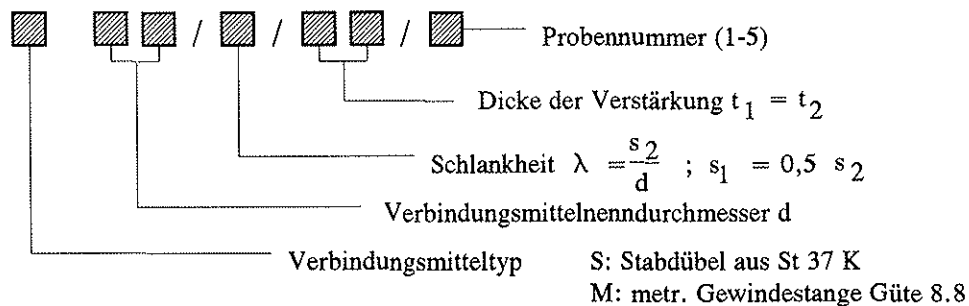 / / / Probennummer (1-5)
Dicke der Verstärkung t₁ = t₂
Schlankheit λ = s₂/d ; s₁ = 0,5 s₂
Verbindungsmittelnenndurchmesser d
Verbindungsmitteltyp S: Stabdübel aus St 37 K
M: metr. Gewindestange Güte 8.8